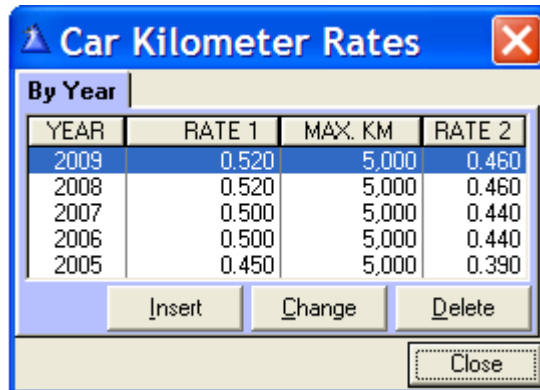 Car Kilometer Rates
By Year
YEAR RATE 1 MAX. KM RATE 2
2009 0.520 5,000 0.460
2008 0.520 5,000 0.460
2007 0.500 5,000 0.440
2006 0.500 5,000 0.440
2005 0.450 5,000 0.390
Insert Change Delete
Close